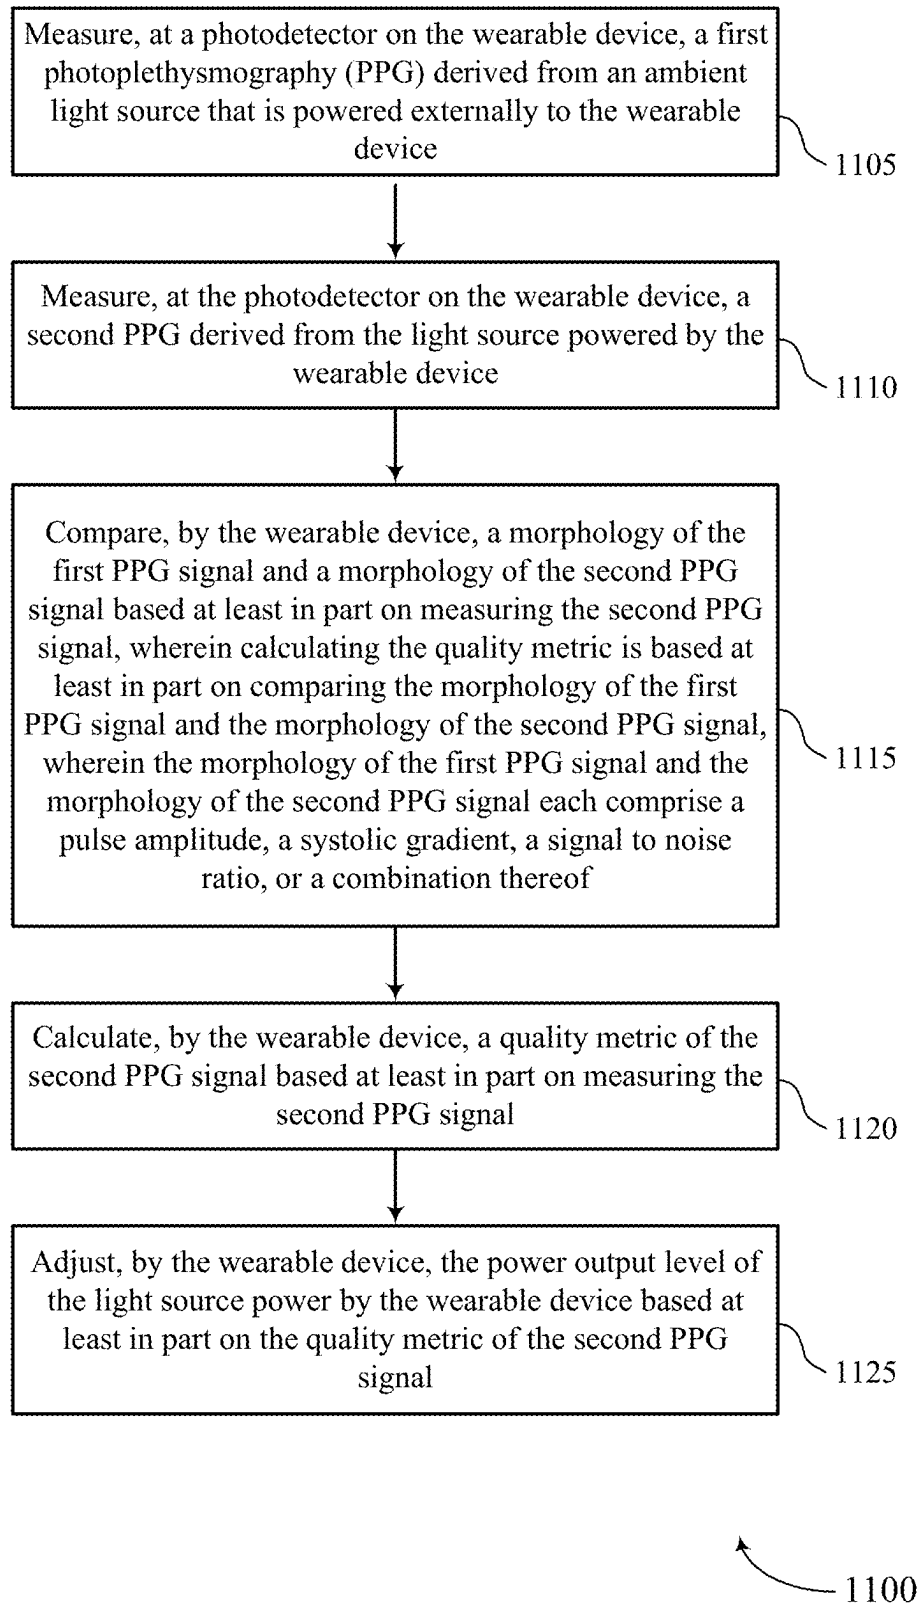 Measure, at a photodetector on the wearable device, a first
photoplethysmography (PPG) derived from an ambient
light source that is powered externally to the wearable
device
1105
Measure, at the photodetector on the wearable device, a
second PPG derived from the light source powered by the
wearable device
1110
Compare, by the wearable device, a morphology of the
first PPG signal and a morphology of the second PPG
signal based at least in part on measuring the second PPG
signal, wherein calculating the quality metric is based at
least in part on comparing the morphology of the first
PPG signal and the morphology of the second PPG signal,
wherein the morphology of the first PPG signal and the
morphology of the second PPG signal each comprise a
pulse amplitude, a systolic gradient, a signal to noise
ratio, or a combination thereof
1115
Calculate, by the wearable device, a quality metric of the
second PPG signal based at least in part on measuring the
second PPG signal
1120
Adjust, by the wearable device, the power output level of
the light source power by the wearable device based at
least in part on the quality metric of the second PPG
signal
1125
1100